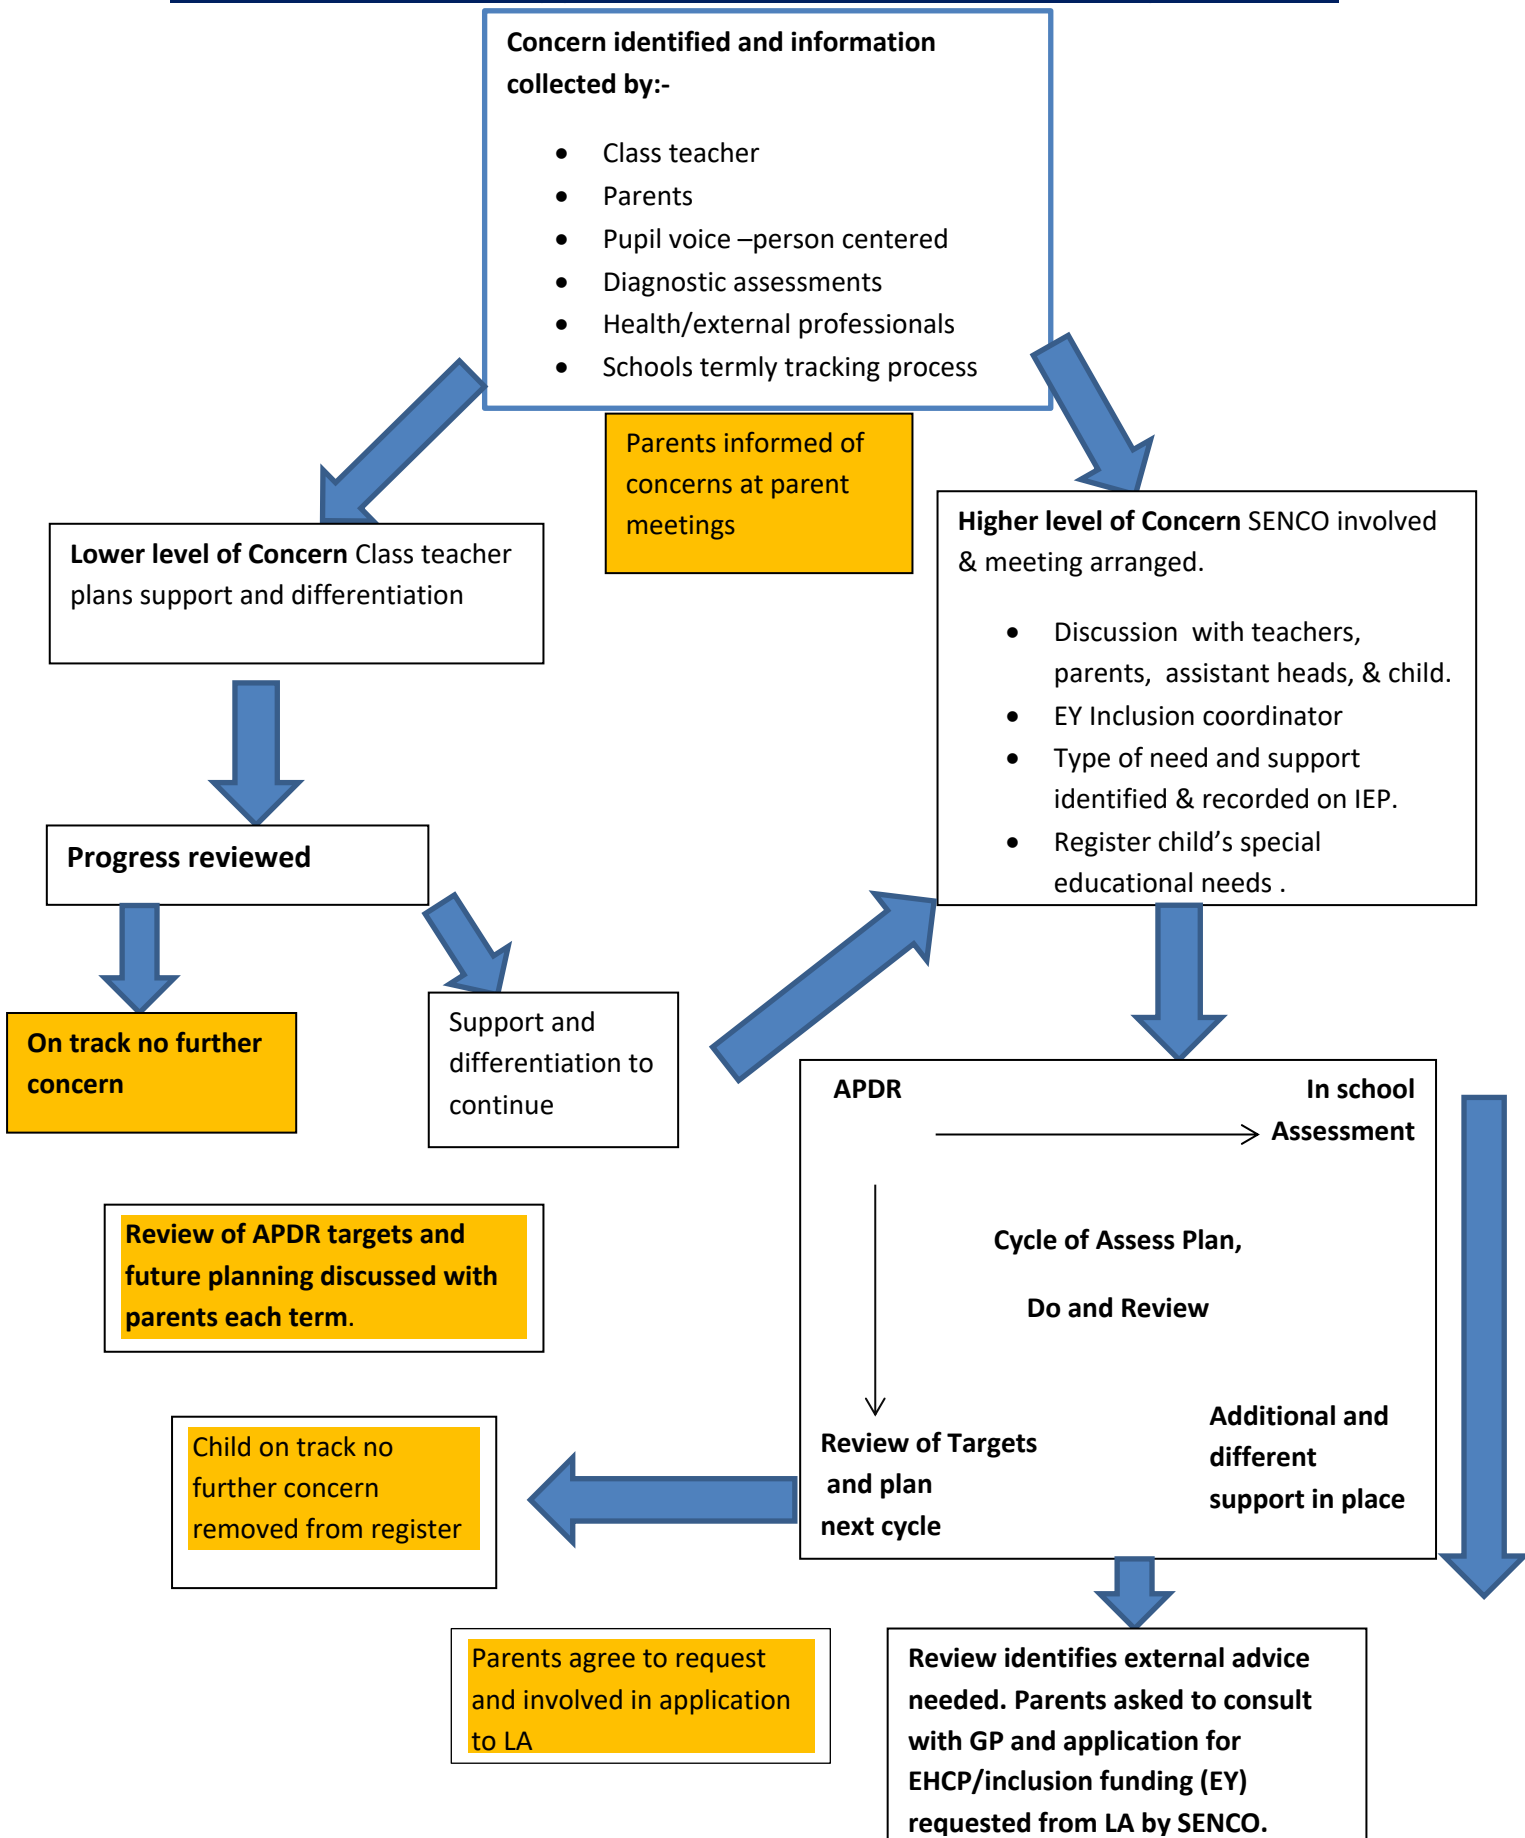 Concern identified and information
collected by:-
• Class teacher
• Parents
• Pupil voice –person centered
• Diagnostic assessments
• Health/external professionals
• Schools termly tracking process
Parents informed of
concerns at parent
meetings
Lower level of Concern Class teacher
plans support and differentiation
Higher level of Concern SENCO involved
& meeting arranged.
• Discussion  with teachers,
parents,  assistant heads, & child.
• EY Inclusion coordinator
• Type of need and support
identified & recorded on IEP.
• Register child’s special
educational needs .
Progress reviewed
On track no further
concern
Support and
differentiation to
continue
APDR In school
Assessment
Cycle of Assess Plan,
Do and Review
Review of Targets
and plan
next cycle
Additional and
different
support in place
Review of APDR targets and
future planning discussed with
parents each term.
Child on track no
further concern
removed from register
Parents agree to request
and involved in application
to LA
Review identifies external advice
needed. Parents asked to consult
with GP and application for
EHCP/inclusion funding (EY)
requested from LA by SENCO.